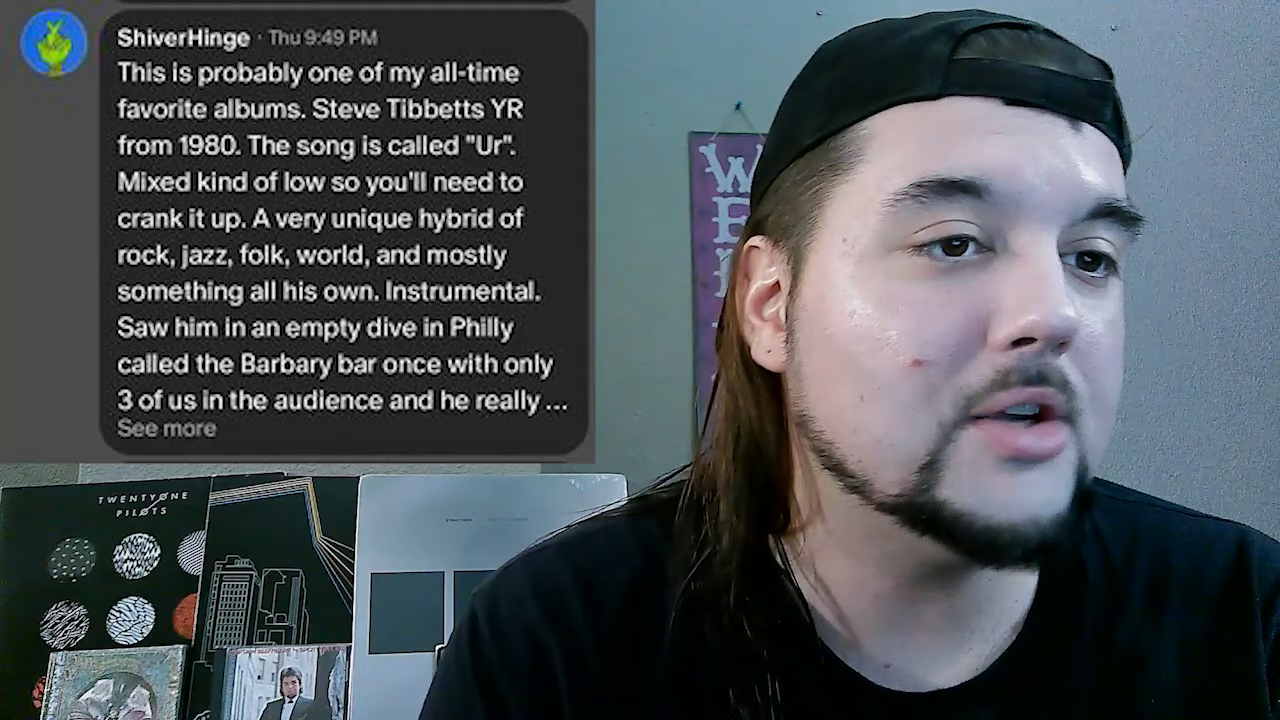 ShiverHinge · Thu 9:49 PM
This is probably one of my all-time
favorite albums. Steve Tibbetts YR
from 1980. The song is called "Ur".
Mixed kind of low so you'll need to
crank it up. A very unique hybrid of
rock, jazz, folk, world, and mostly
something all his own. Instrumental.
Saw him in an empty dive in Philly
called the Barbary bar once with only
3 of us in the audience and he really ...
See more
TWENTY ONE
PILOTS